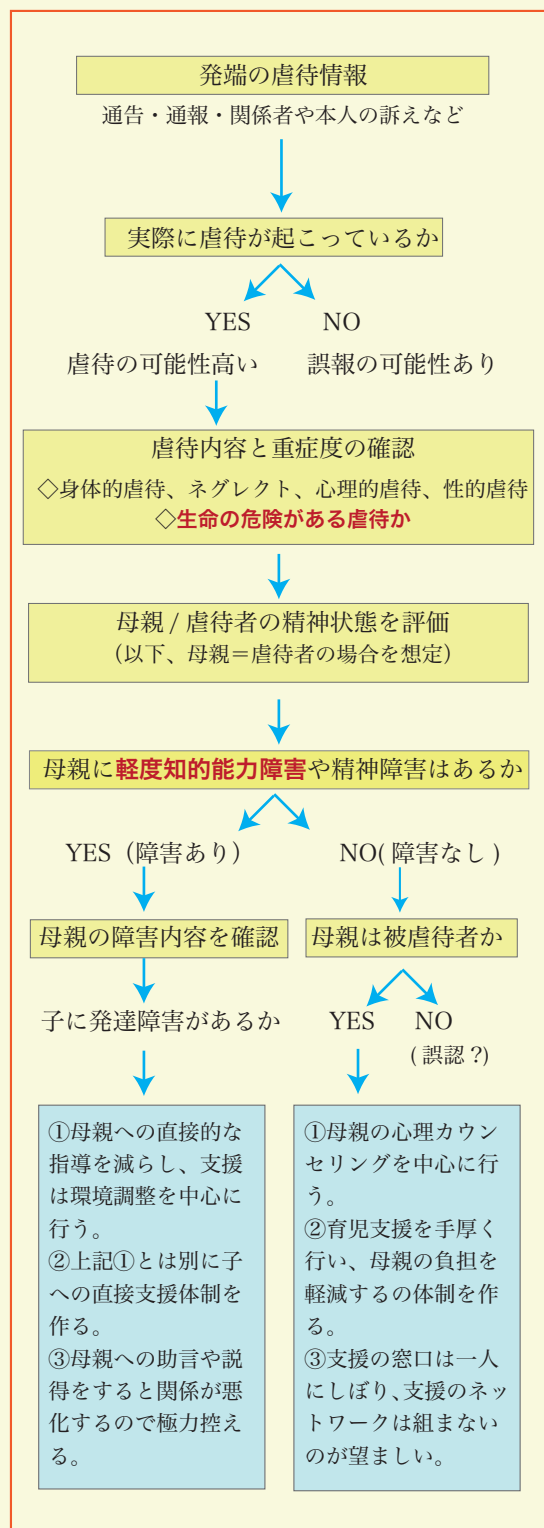 発端の虐待情報
通告・通報・関係者や本人の訴えなど
実際に虐待が起こっているか
YES NO
虐待の可能性高い 誤報の可能性あり
虐待内容と重症度の確認
◇身体的虐待、ネグレクト、心理的虐待、性的虐待
◇生命の危険がある虐待か
母親 / 虐待者の精神状態を評価
（以下、母親＝虐待者の場合を想定）
母親に軽度知的能力障害や精神障害はあるか
YES（障害あり） NO( 障害なし )
母親の障害内容を確認 母親は被虐待者か
子に発達障害があるか YES NO
( 誤認 ?)
①母親への直接的な
指導を減らし、支援
は環境調整を中心に
行う。
②上記①とは別に子
への直接支援体制を
作る。
③母親への助言や説
得をすると関係が悪
化するので極力控え
る。
①母親の心理カウン
セリングを中心に行
う。
②育児支援を手厚く
行い、母親の負担を
軽減するの体制を作
る。
③支援の窓口は一人
にしぼり、支援のネッ
トワークは組まない
のが望ましい。